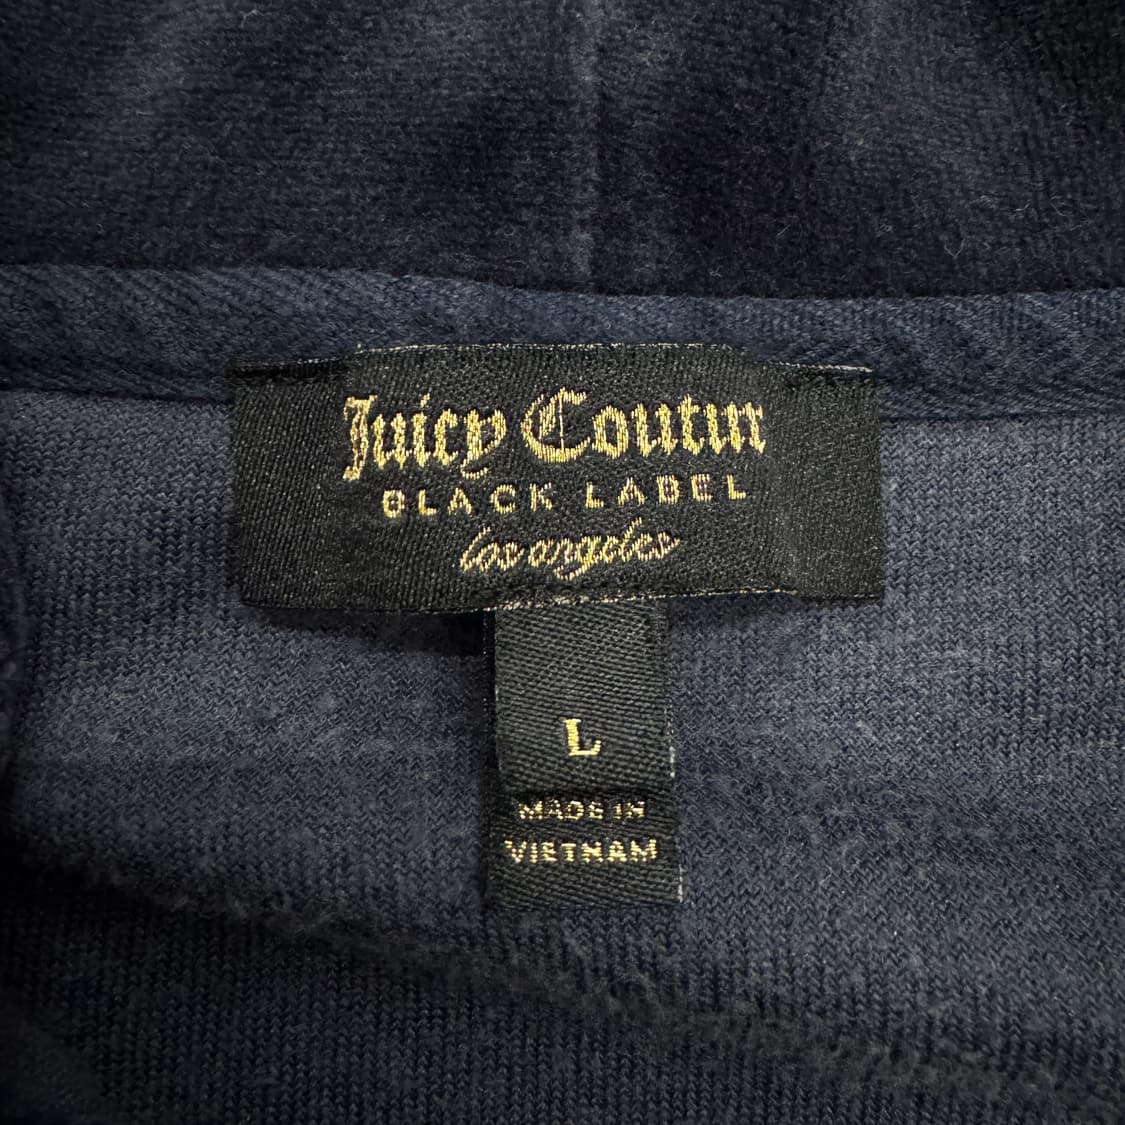 Juicy Coutur
BLACK LABEL
los angeles
L
MADE IN
VIETNAM